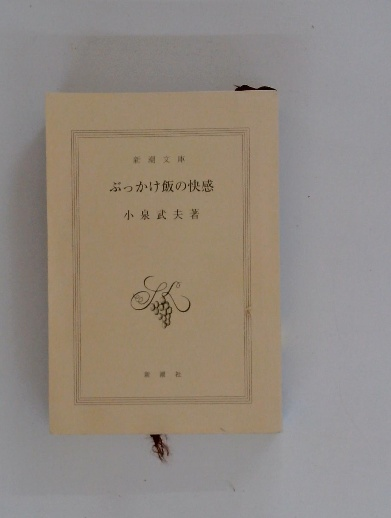 新潮文庫
ぶっかけ飯の快感
小泉武夫著
新潮社